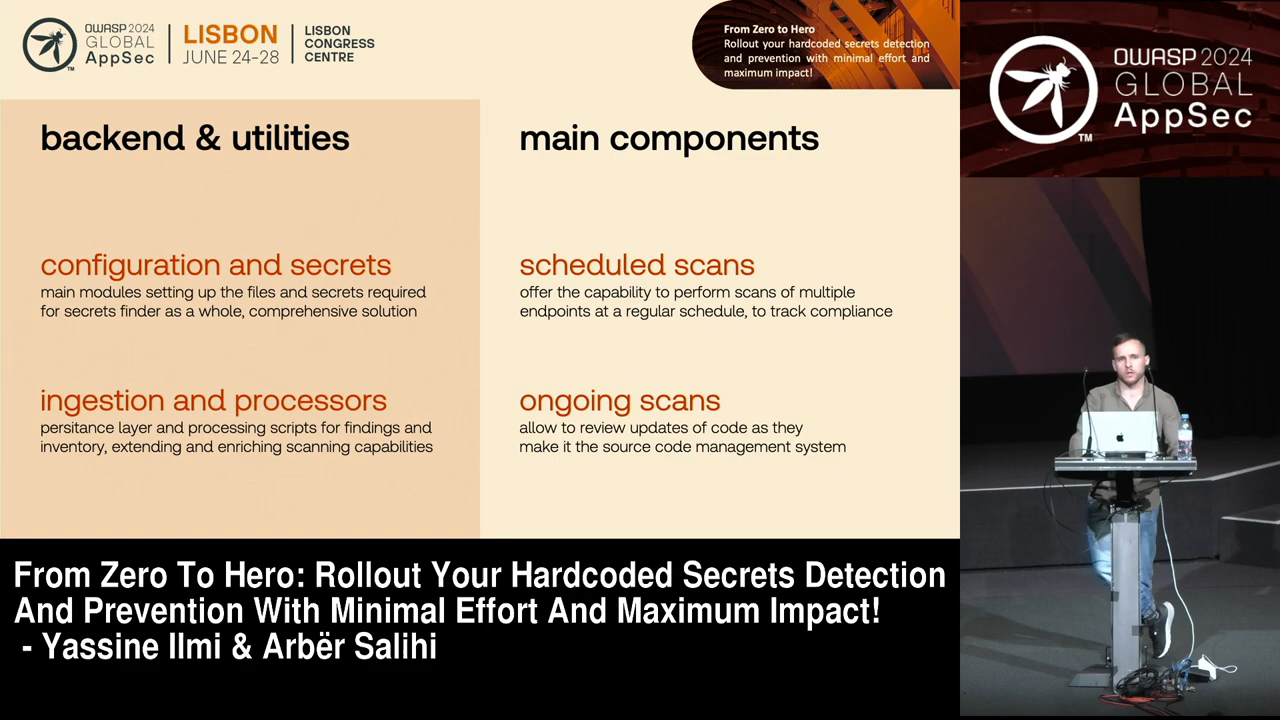 OWASP 2024
GLOBAL
AppSec
LISBON
JUNE 24-28
LISBON
CONGRESS
CENTRE
From Zero to Hero
Rollout your hardcoded secrets detection
and prevention with minimal effort and
maximum impact!
OWASP 2024
GLOBAL
AppSec
TM
backend & utilities
configuration and secrets
main modules setting up the files and secrets required
for secrets finder as a whole, comprehensive solution
ingestion and processors
persitance layer and processing scripts for findings and
inventory, extending and enriching scanning capabilities
main components
scheduled scans
offer the capability to perform scans of multiple
endpoints at a regular schedule, to track compliance
ongoing scans
allow to review updates of code as they
make it the source code management system
From Zero To Hero: Rollout Your Hardcoded Secrets Detection
And Prevention With Minimal Effort And Maximum Impact!
- Yassine Ilmi & Arbër Salihi